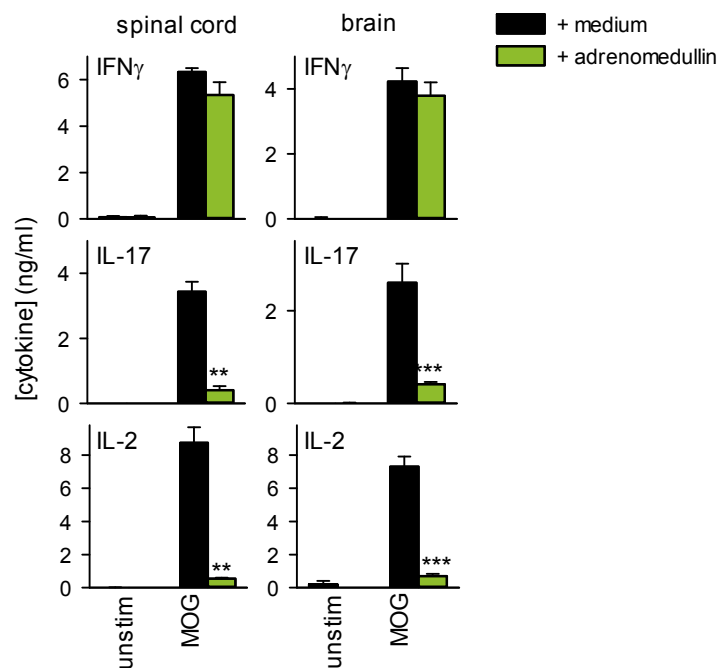 spinal cord
brain
+ medium
+ adrenomedullin
[cytokine] (ng/ml)
IFNγ
6
4
2
0
IFNγ
4
2
0
IL-17
4
2
0
**
IL-17
2
0
***
IL-2
8
6
4
2
0
**
IL-2
8
6
4
2
0
***
unstim
MOG
unstim
MOG